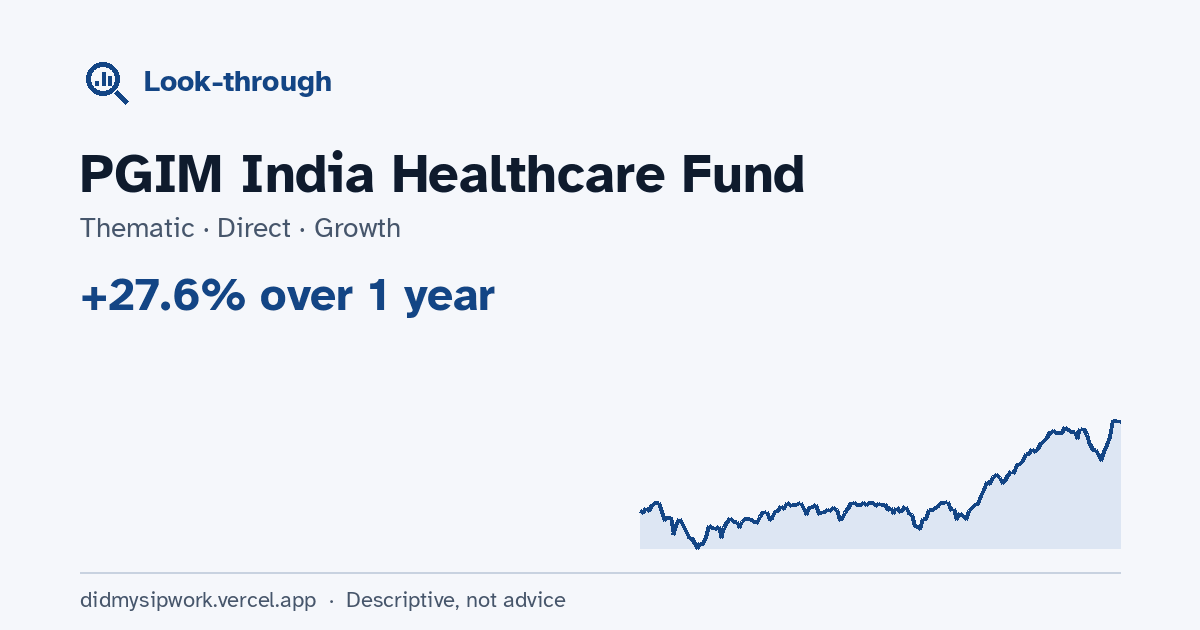 Look-through
PGIM India Healthcare Fund
Thematic · Direct · Growth
+27.6% over 1 year
didmysipwork.vercel.app · Descriptive, not advice